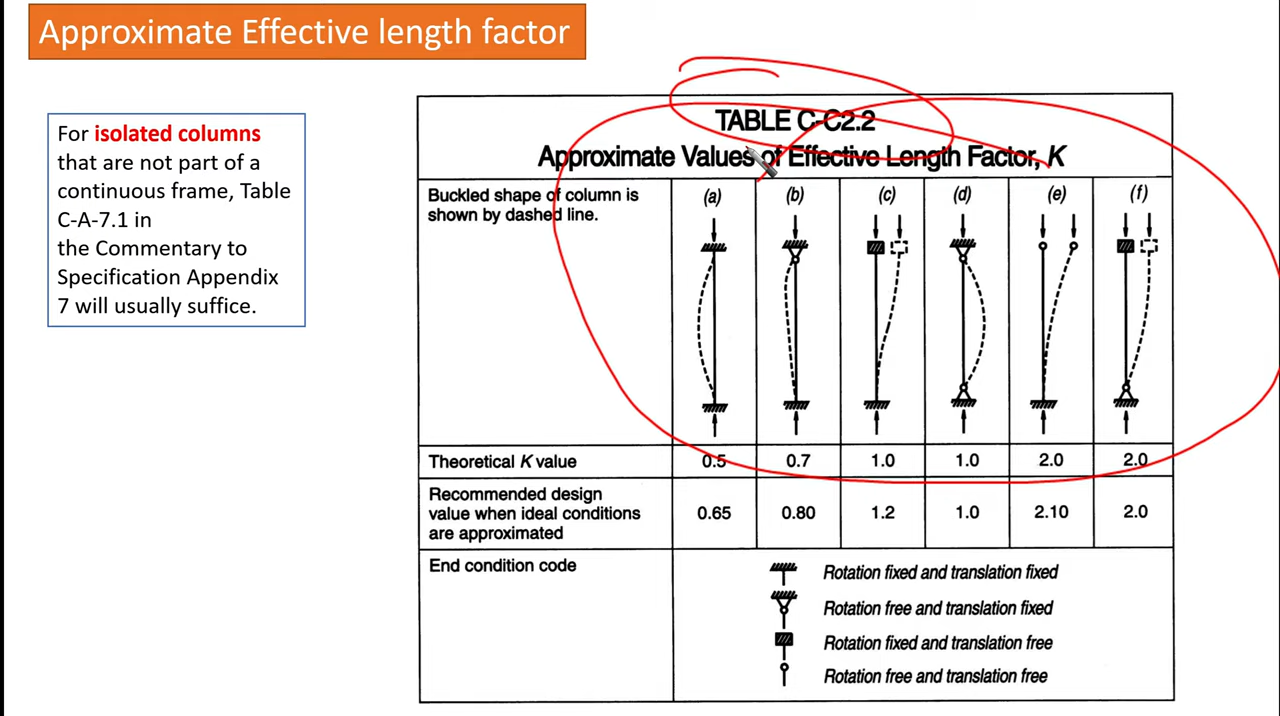 Approximate Effective length factor
For isolated columns
that are not part of a
continuous frame, Table
C-A-7.1 in
the Commentary to
Specification Appendix
7 will usually suffice.
TABLE C-C2.2
Approximate Values of Effective Length Factor, K
Buckled shape of column is
shown by dashed line.
(a) (b) (c) (d) (e) (f)
Theoretical K value 0.5 0.7 1.0 1.0 2.0 2.0
Recommended design
value when ideal conditions
are approximated
0.65 0.80 1.2 1.0 2.10 2.0
End condition code
Rotation fixed and translation fixed
Rotation free and translation fixed
Rotation fixed and translation free
Rotation free and translation free